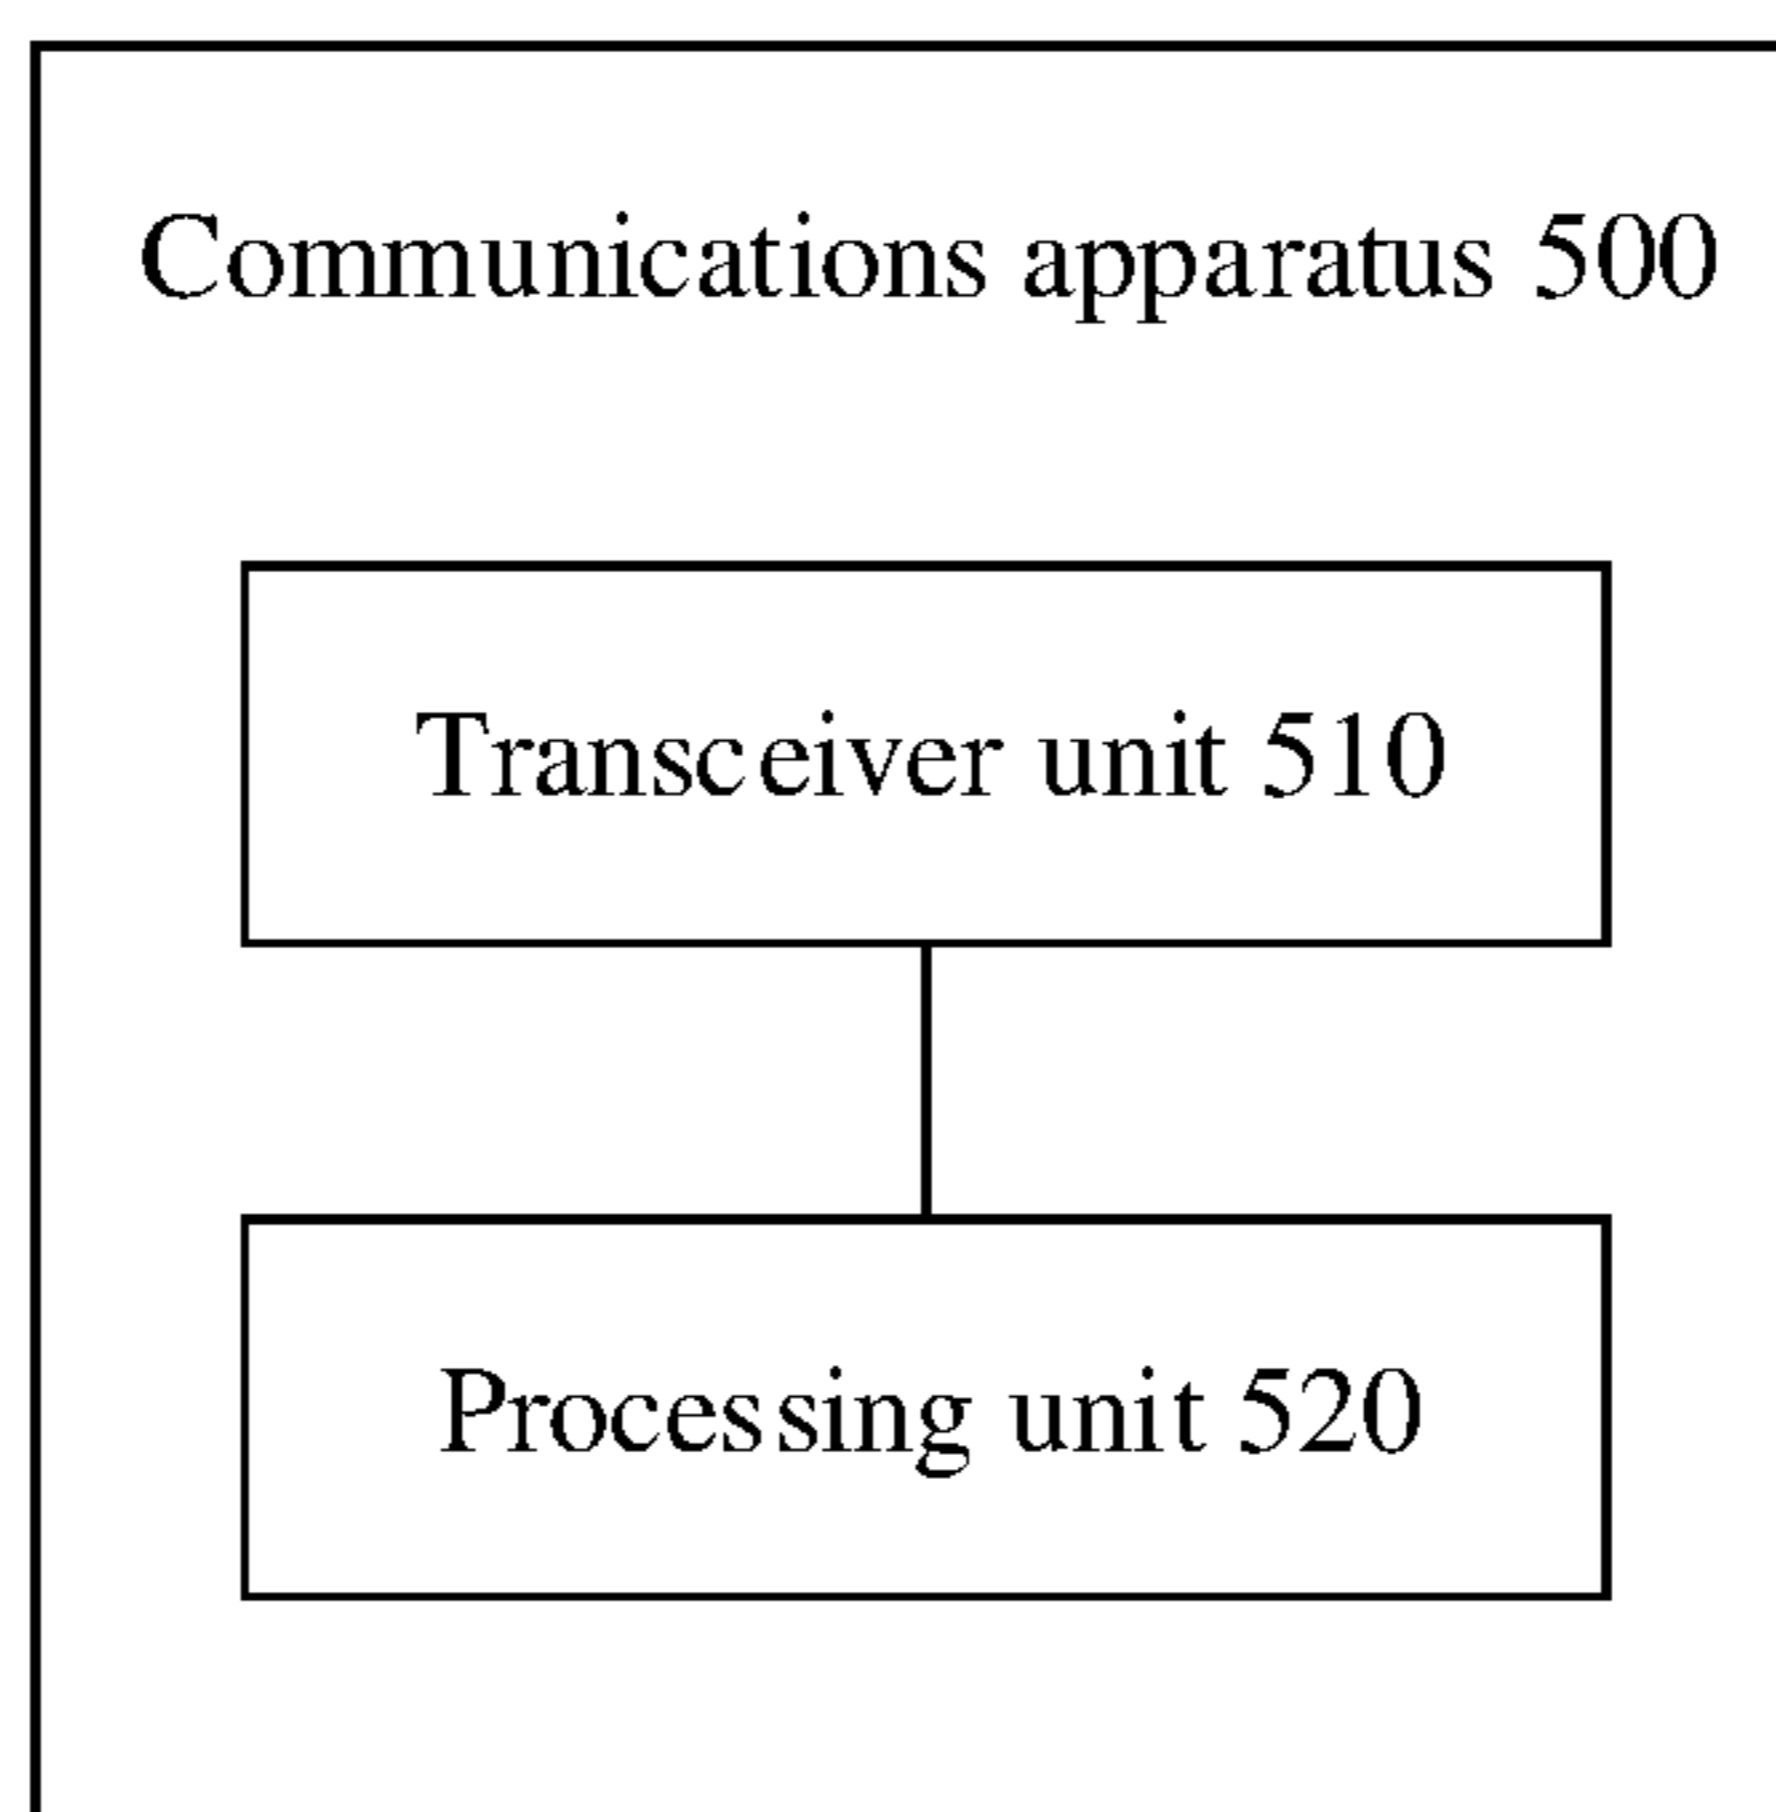 Communications apparatus 500
Transceiver unit 510
Processing unit 520